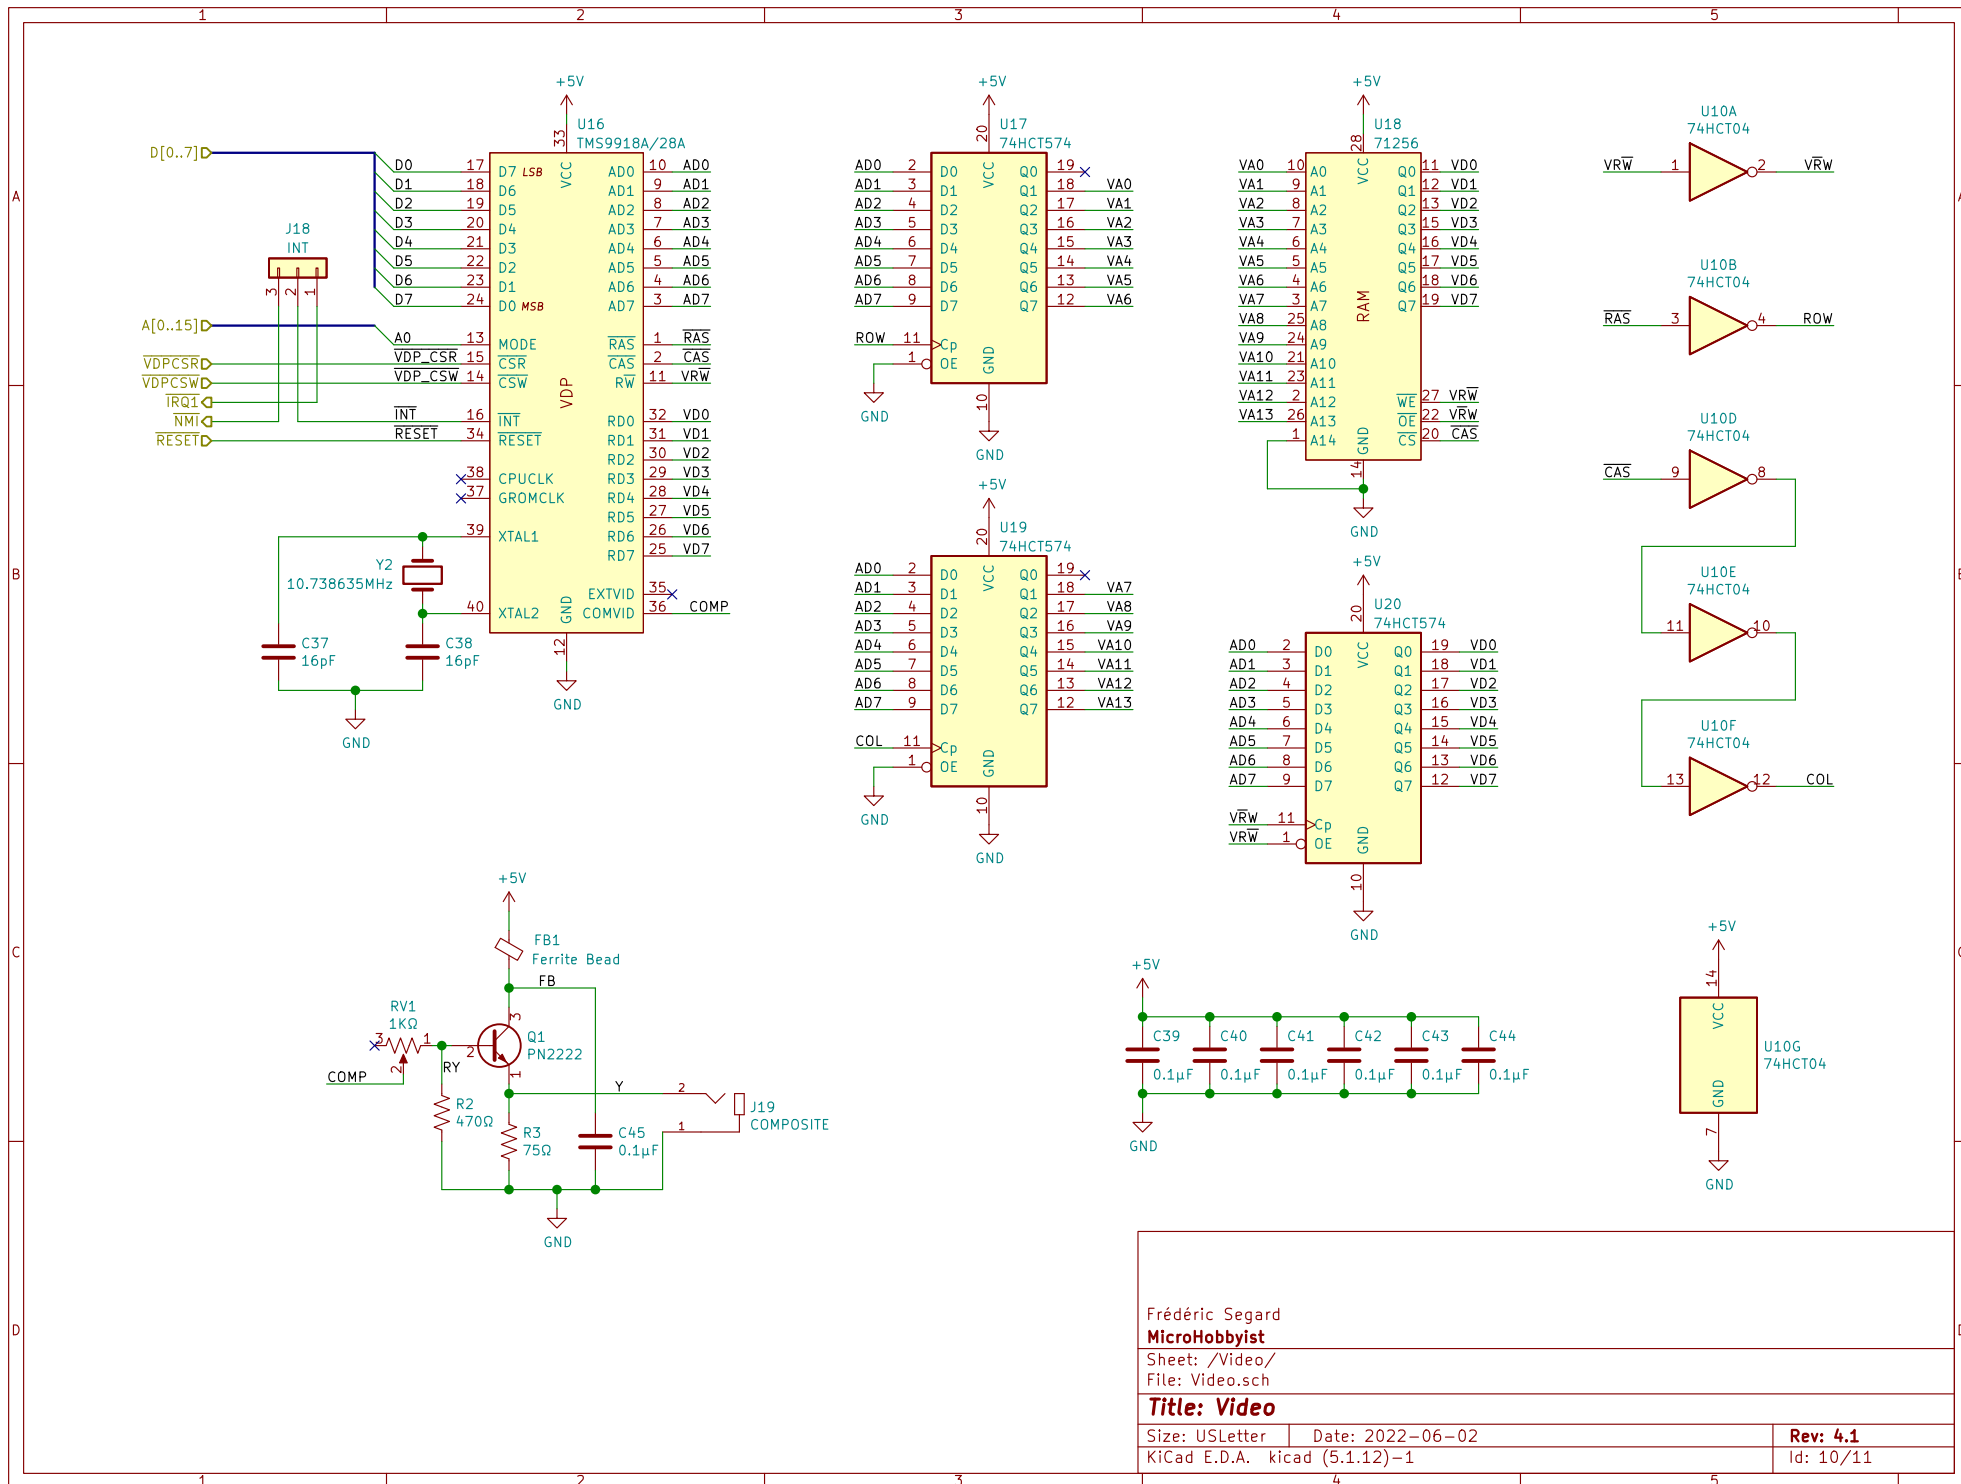 1 2 3 4 5
A
B
C
D
D[0..7]
A[0..15]
VDPCSR
VDPCSW
IRQ1
NMI
RESET
J18
INT
3 2 1
D0
D1
D2
D3
D4
D5
D6
D7
A0
VDP_CSR
VDP_CSW
INT
RESET
+5V
33
U16
TMS9918A/28A
VCC
VDP
17 D7 LSB
18 D6
19 D5
20 D4
21 D3
22 D2
23 D1
24 D0 MSB
13 MODE
15 CSR
14 CSW
16 INT
34 RESET
38 CPUCLK
37 GROMCLK
39 XTAL1
40 XTAL2
AD0 10 AD0
AD1 9 AD1
AD2 8 AD2
AD3 7 AD3
AD4 6 AD4
AD5 5 AD5
AD6 4 AD6
AD7 3 AD7
RAS 1 RAS
CAS 2 CAS
RW 11 VRW
RD0 32 VD0
RD1 31 VD1
RD2 30 VD2
RD3 29 VD3
RD4 28 VD4
RD5 27 VD5
RD6 26 VD6
RD7 25 VD7
EXTVID 35
COMVID 36 COMP
GND
12
GND
Y2
10.738635MHz
C37
16pF
C38
16pF
GND
+5V
20
U17
74HCT574
VCC
AD0 2 D0 Q0 19
AD1 3 D1 Q1 18 VA0
AD2 4 D2 Q2 17 VA1
AD3 5 D3 Q3 16 VA2
AD4 6 D4 Q4 15 VA3
AD5 7 D5 Q5 14 VA4
AD6 8 D6 Q6 13 VA5
AD7 9 D7 Q7 12 VA6
ROW 11 Cp
1 OE
GND
10
GND
GND
+5V
20
U19
74HCT574
VCC
AD0 2 D0 Q0 19
AD1 3 D1 Q1 18 VA7
AD2 4 D2 Q2 17 VA8
AD3 5 D3 Q3 16 VA9
AD4 6 D4 Q4 15 VA10
AD5 7 D5 Q5 14 VA11
AD6 8 D6 Q6 13 VA12
AD7 9 D7 Q7 12 VA13
COL 11 Cp
1 OE
GND
10
GND
GND
+5V
28
U18
71256
VCC
RAM
VA0 10 A0 Q0 11 VD0
VA1 9 A1 Q1 12 VD1
VA2 8 A2 Q2 13 VD2
VA3 7 A3 Q3 15 VD3
VA4 6 A4 Q4 16 VD4
VA5 5 A5 Q5 17 VD5
VA6 4 A6 Q6 18 VD6
VA7 3 A7 Q7 19 VD7
VA8 25 A8
VA9 24 A9
VA10 21 A10
VA11 23 A11
VA12 2 A12 WE 27 VRW
VA13 26 A13 OE 22 VRW
1 A14 CS 20 CAS
GND
14
GND
+5V
20
U20
74HCT574
VCC
AD0 2 D0 Q0 19 VD0
AD1 3 D1 Q1 18 VD1
AD2 4 D2 Q2 17 VD2
AD3 5 D3 Q3 16 VD3
AD4 6 D4 Q4 15 VD4
AD5 7 D5 Q5 14 VD5
AD6 8 D6 Q6 13 VD6
AD7 9 D7 Q7 12 VD7
VRW 11 Cp
VRW 1 OE
GND
10
GND
U10A
74HCT04
VRW 1 2 VRW
U10B
74HCT04
RAS 3 4 ROW
U10D
74HCT04
CAS 9 8
U10E
74HCT04
11 10
U10F
74HCT04
13 12 COL
+5V
FB1
Ferrite Bead
FB
RV1
1KΩ
3 1
2
COMP
RY
3
2
1
Q1
PN2222
Y
R2
470Ω
R3
75Ω
C45
0.1µF
2
1
J19
COMPOSITE
GND
+5V
C39 C40 C41 C42 C43 C44
0.1µF 0.1µF 0.1µF 0.1µF 0.1µF 0.1µF
GND
+5V
14
VCC
U10G
74HCT04
GND
7
GND
Frédéric Segard
MicroHobbyist
Sheet: /Video/
File: Video.sch
Title: Video
Size: USLetter Date: 2022-06-02 Rev: 4.1
KiCad E.D.A. kicad (5.1.12)-1 Id: 10/11
1 2 3 4 5